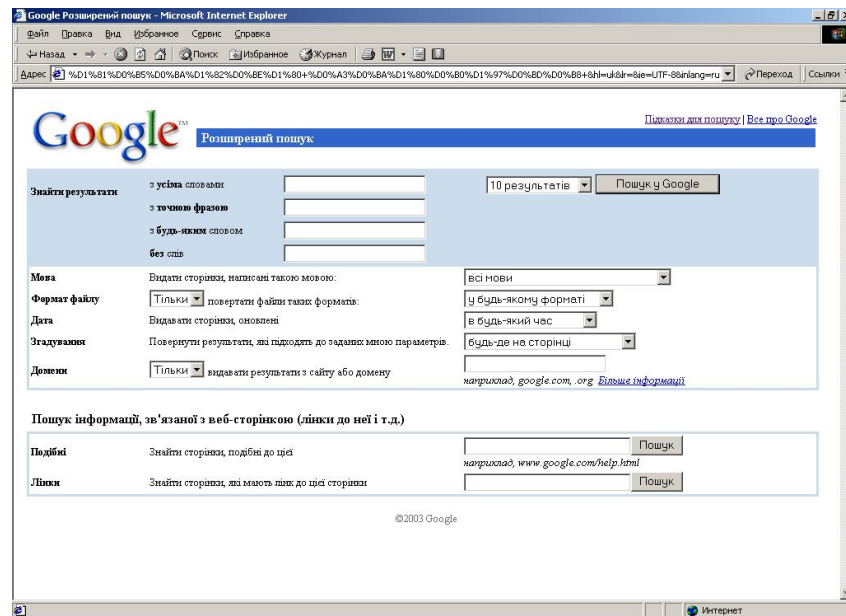 Google Розширений пошук - Microsoft Internet Explorer
Файл Правка Вид Избранное Сервис Справка
Назад Поиск Избранное Журнал
Адрес %D1%81%D0%B5%D0%BA%D1%82%D0%BE%D1%80+%D0%A3%D0%BA%D1%80%D0%B0%D1%97%D0%BD%D0%B8+&hl=uk&lr=&ie=UTF-8&inlang=ru Переход Ссылки
Google™
Підказки для пошуку | Все про Google
Розширений пошук
Знайти результати з усіма словами 10 результатів Пошук у Google
з точною фразою
з будь-яким словом
без слів
Мова Видати сторінки, написані такою мовою: всі мови
Формат файлу Тільки повертати файли таких форматів: у будь-якому форматі
Дата Видавати сторінки, оновлені в будь-який час
Згадування Повернути результати, які підходять до заданих мною параметрів. будь-де на сторінці
Домени Тільки видавати результати з сайту або домену
наприклад, google.com, .org Більше інформації
Пошук інформації, зв'язаної з веб-сторінкою (лінки до неї і т.д.)
Подібні Знайти сторінки, подібні до цієї Пошук
наприклад, www.google.com/help.html
Лінки Знайти сторінки, які мають лінк до цієї сторінки Пошук
©2003 Google
Интернет